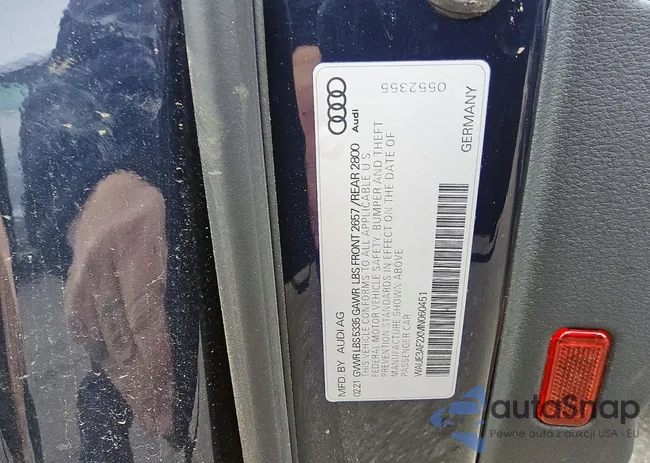 0552355
Audi
MFD. BY AUDI AG
02.21 GVWR LBS 5335 GAWR LBS FRONT 2657 / REAR 2800
THIS VEHICLE CONFORMS TO ALL APPLICABLE U S
FEDERAL MOTOR VEHICLE SAFETY, BUMPER AND THEFT
PREVENTION STANDARDS IN EFFECT ON THE DATE OF
MANUFACTURE SHOWN ABOVE
PASSENGER CAR
WAUE3AF2XMN060451
GERMANY
autoSnap
Pewne auta z aukcji USA i EU